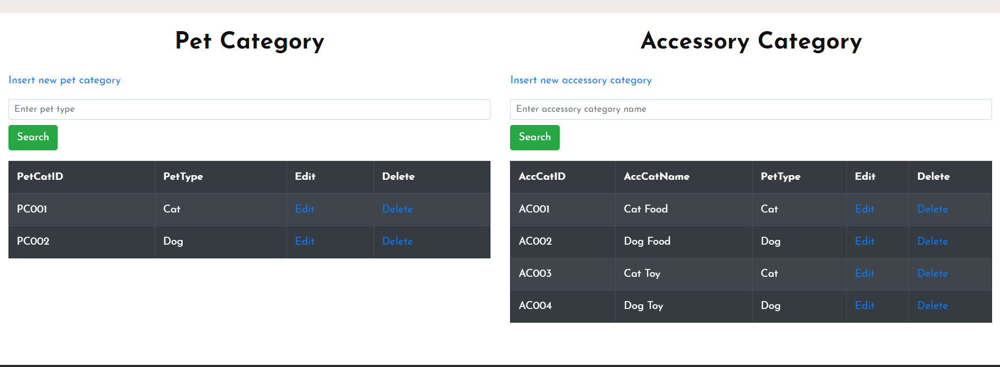 Pet Category
Insert new pet category
Enter pet type
Search
PetCatID PetType Edit Delete
PC001 Cat Edit Delete
PC002 Dog Edit Delete
Accessory Category
Insert new accessory category
Enter accessory category name
Search
AccCatID AccCatName PetType Edit Delete
AC001 Cat Food Cat Edit Delete
AC002 Dog Food Dog Edit Delete
AC003 Cat Toy Cat Edit Delete
AC004 Dog Toy Dog Edit Delete